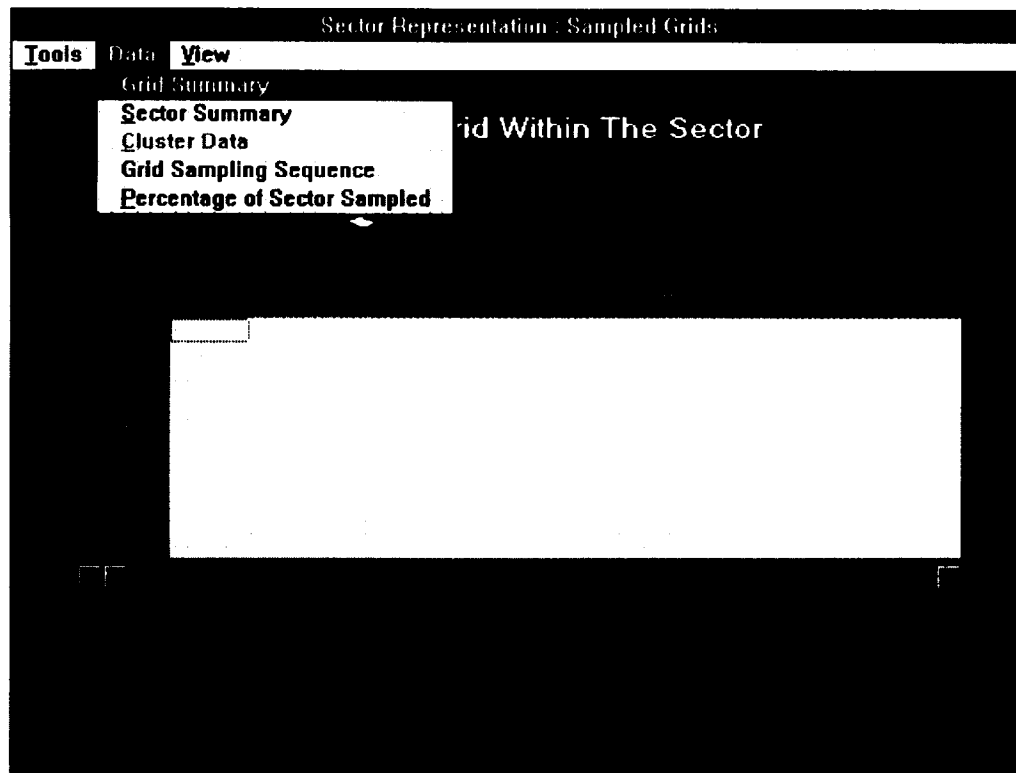 Sector Representation : Sampled Grids
Tools Data View
Grid Summary
Sector Summary
rid Within The Sector
Cluster Data
Grid Sampling Sequence
Percentage of Sector Sampled